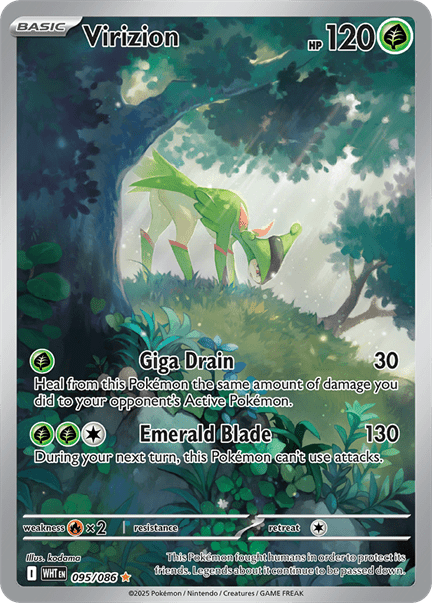 BASIC
Virizion
HP 120
Giga Drain 30
Heal from this Pokémon the same amount of damage you
did to your opponent's Active Pokémon.
Emerald Blade 130
During your next turn, this Pokémon can't use attacks.
weakness ×2 resistance retreat
Illus. kodama
This Pokémon fought humans in order to protect its
friends. Legends about it continue to be passed down.
I WHT EN 095/086
©2025 Pokémon / Nintendo / Creatures / GAME FREAK